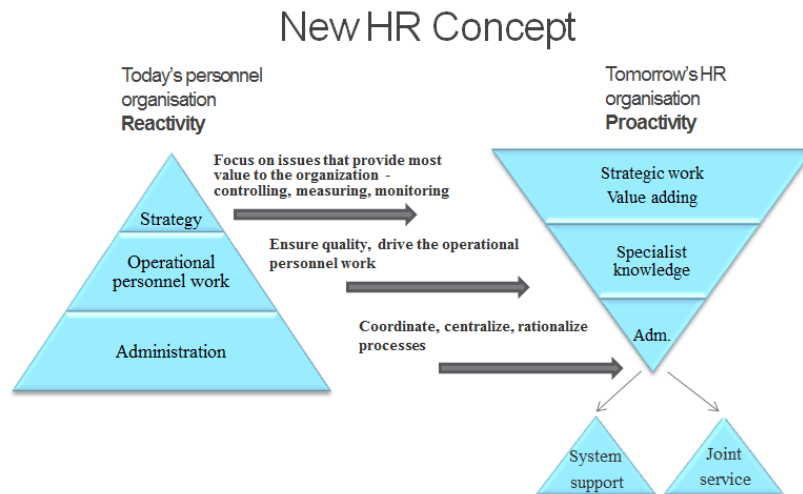 New HR Concept
Today's personnel
organisation
Reactivity
Tomorrow's HR
organisation
Proactivity
Focus on issues that provide most
value to the organization -
controlling, measuring, monitoring
Strategy
Strategic work
Value adding
Ensure quality, drive the operational
personnel work
Operational
personnel work
Specialist
knowledge
Coordinate, centralize, rationalize
processes
Administration
Adm.
System
support
Joint
service